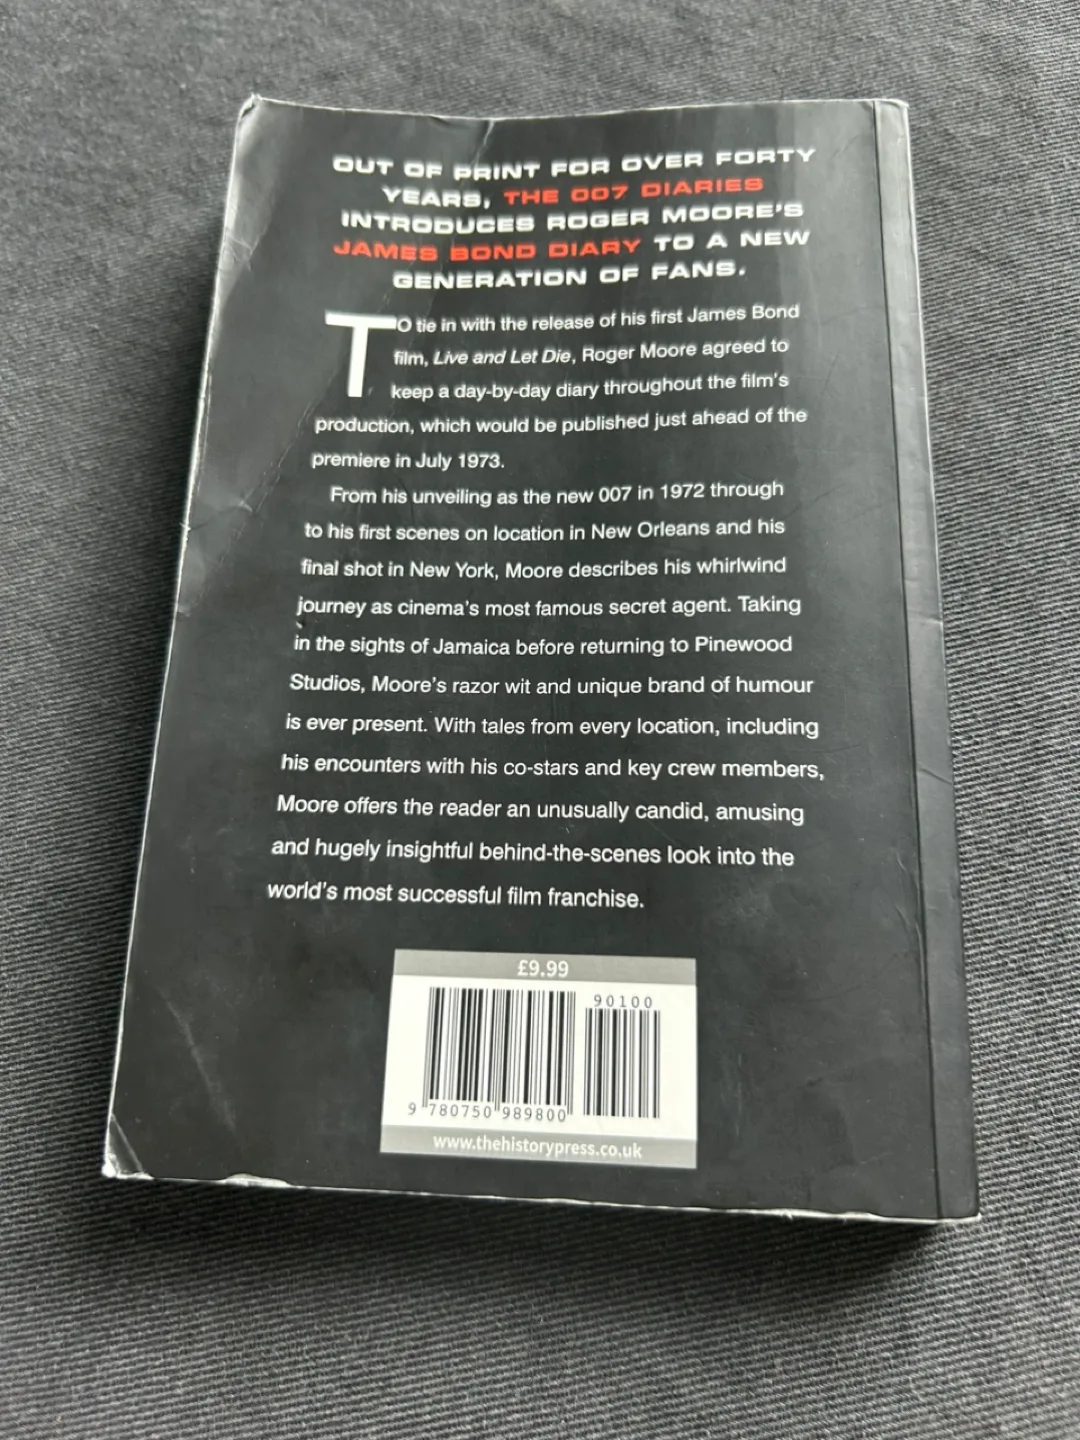 OUT OF PRINT FOR OVER FORTY
YEARS, THE 007 DIARIES
INTRODUCES ROGER MOORE'S
JAMES BOND DIARY TO A NEW
GENERATION OF FANS.
TO tie in with the release of his first James Bond
film, Live and Let Die, Roger Moore agreed to
keep a day-by-day diary throughout the film's
production, which would be published just ahead of the
premiere in July 1973.
From his unveiling as the new 007 in 1972 through
to his first scenes on location in New Orleans and his
final shot in New York, Moore describes his whirlwind
journey as cinema's most famous secret agent. Taking
in the sights of Jamaica before returning to Pinewood
Studios, Moore's razor wit and unique brand of humour
is ever present. With tales from every location, including
his encounters with his co-stars and key crew members,
Moore offers the reader an unusually candid, amusing
and hugely insightful behind-the-scenes look into the
world's most successful film franchise.
£9.99
90100
9 780750 989800
www.thehistorypress.co.uk